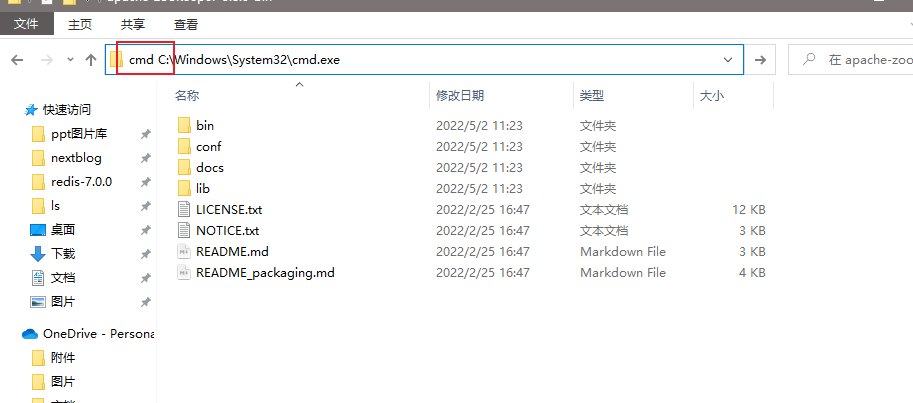 文件 主页 共享 查看
cmd C:\Windows\System32\cmd.exe
在 apache-zoo
名称 修改日期 类型 大小
快速访问
ppt图片库
nextblog
redis-7.0.0
ls
桌面
下载
文档
图片
OneDrive - Persona
附件
图片
bin 2022/5/2 11:23 文件夹
conf 2022/5/2 11:23 文件夹
docs 2022/5/2 11:23 文件夹
lib 2022/5/2 11:23 文件夹
LICENSE.txt 2022/2/25 16:47 文本文档 12 KB
NOTICE.txt 2022/2/25 16:47 文本文档 3 KB
README.md 2022/2/25 16:47 Markdown File 3 KB
README_packaging.md 2022/2/25 16:47 Markdown File 4 KB